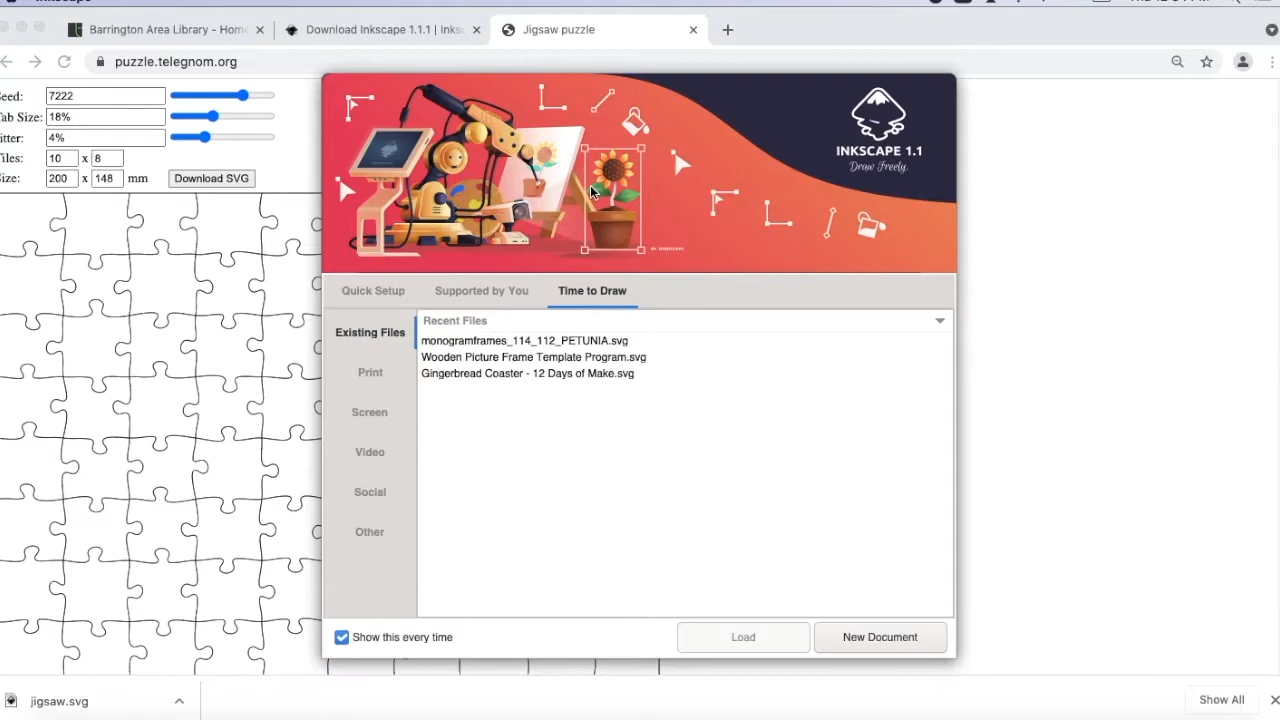 Inkscape
Barrington Area Library - Hom
Download Inkscape 1.1.1 | Inks
Jigsaw puzzle
puzzle.telegnom.org
eed: 7222
ab Size: 18%
itter: 4%
iles: 10 x 8
ize: 200 x 148 mm Download SVG
INKSCAPE 1.1
Draw Freely.
Quick Setup Supported by You Time to Draw
Existing Files
Print
Screen
Video
Social
Other
Recent Files
monogramframes_114_112_PETUNIA.svg
Wooden Picture Frame Template Program.svg
Gingerbread Coaster - 12 Days of Make.svg
Show this every time
Load
New Document
jigsaw.svg
Show All